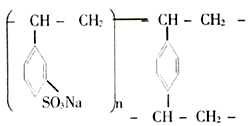 CH – CH₂ – CH – CH₂ –
SO₃Na
n
– CH – CH₂ –